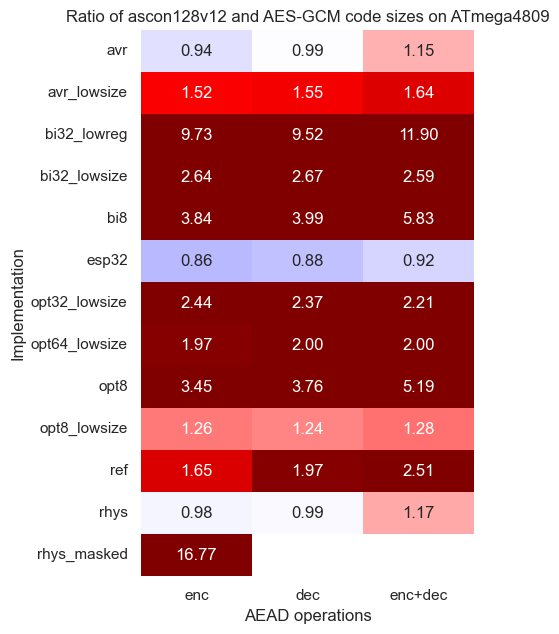 Ratio of ascon128v12 and AES-GCM code sizes on ATmega4809
avr 0.94 0.99 1.15
avr_lowsize 1.52 1.55 1.64
bi32_lowreg 9.73 9.52 11.90
bi32_lowsize 2.64 2.67 2.59
bi8 3.84 3.99 5.83
esp32 0.86 0.88 0.92
opt32_lowsize 2.44 2.37 2.21
opt64_lowsize 1.97 2.00 2.00
opt8 3.45 3.76 5.19
opt8_lowsize 1.26 1.24 1.28
ref 1.65 1.97 2.51
rhys 0.98 0.99 1.17
rhys_masked 16.77
Implementation
enc dec enc+dec
AEAD operations